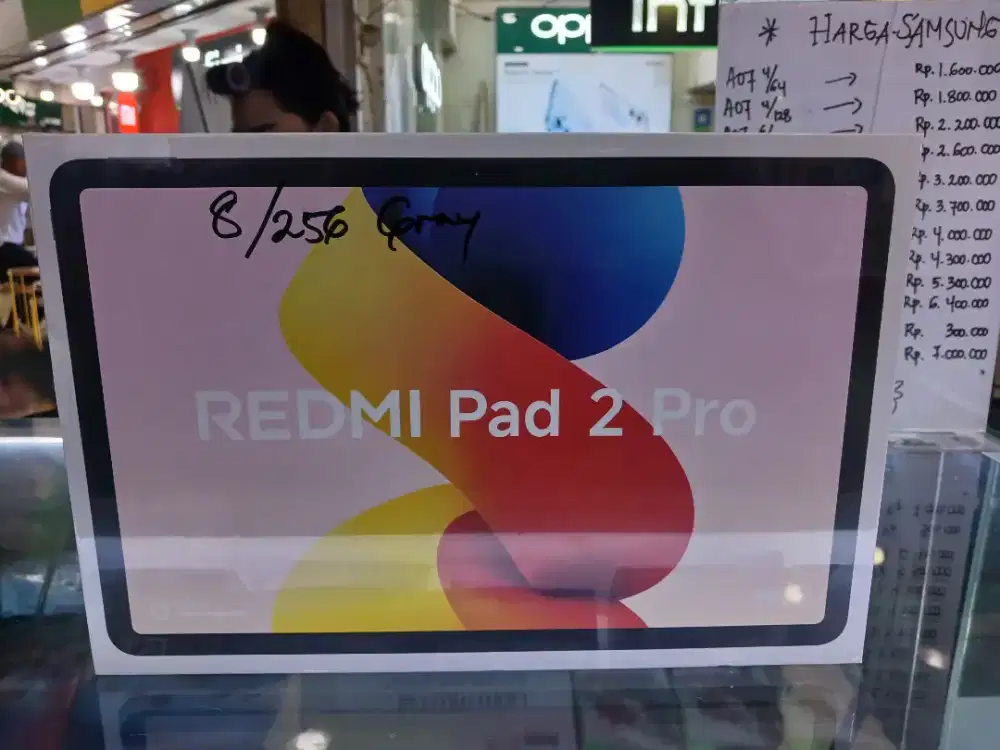 opp
* HARGA SAMSUNG
A07 4/64 → Rp. 1.600.000
A07 4/128 → Rp. 1.800.000
Rp. 2.200.000
Rp. 2.600.000
Rp. 3.200.000
Rp. 3.700.000
Rp. 4.000.000
Rp. 4.300.000
Rp. 5.300.000
Rp. 6.400.000
Rp. 300.000
Rp. 7.000.000
8/256 Gray
REDMI Pad 2 Pro